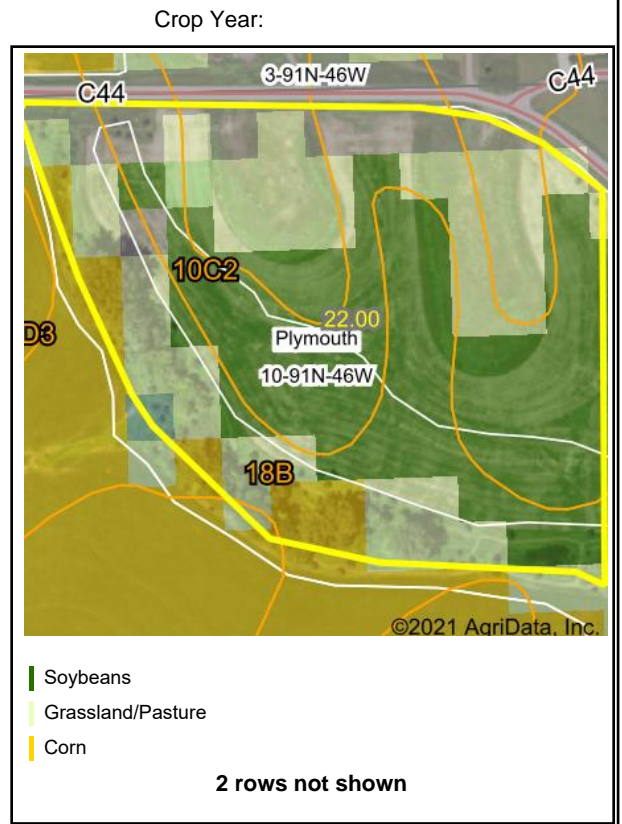 Crop Year:
3-91N-46W
C44
C44
10C2
D3
22.00
Plymouth
10-91N-46W
18B
©2021 AgriData, Inc.
Soybeans
Grassland/Pasture
Corn
2 rows not shown